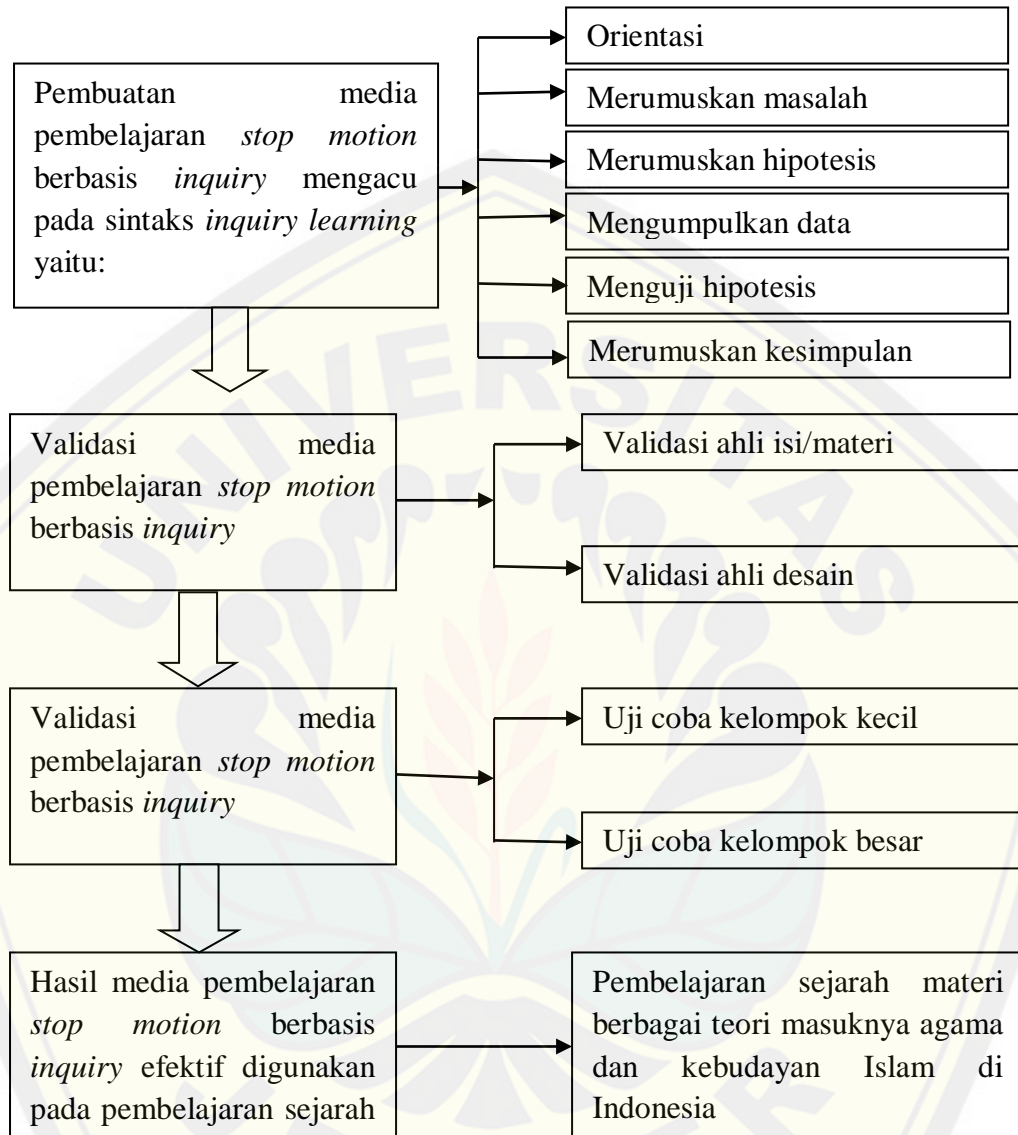 Pembuatan media
pembelajaran stop motion
berbasis inquiry mengacu
pada sintaks inquiry learning
yaitu:
Orientasi
Merumuskan masalah
Merumuskan hipotesis
Mengumpulkan data
Menguji hipotesis
Merumuskan kesimpulan
Validasi media
pembelajaran stop motion
berbasis inquiry
Validasi ahli isi/materi
Validasi ahli desain
Validasi media
pembelajaran stop motion
berbasis inquiry
Uji coba kelompok kecil
Uji coba kelompok besar
Hasil media pembelajaran
stop motion berbasis
inquiry efektif digunakan
pada pembelajaran sejarah
Pembelajaran sejarah materi
berbagai teori masuknya agama
dan kebudayan Islam di
Indonesia
UNIVERSITAS